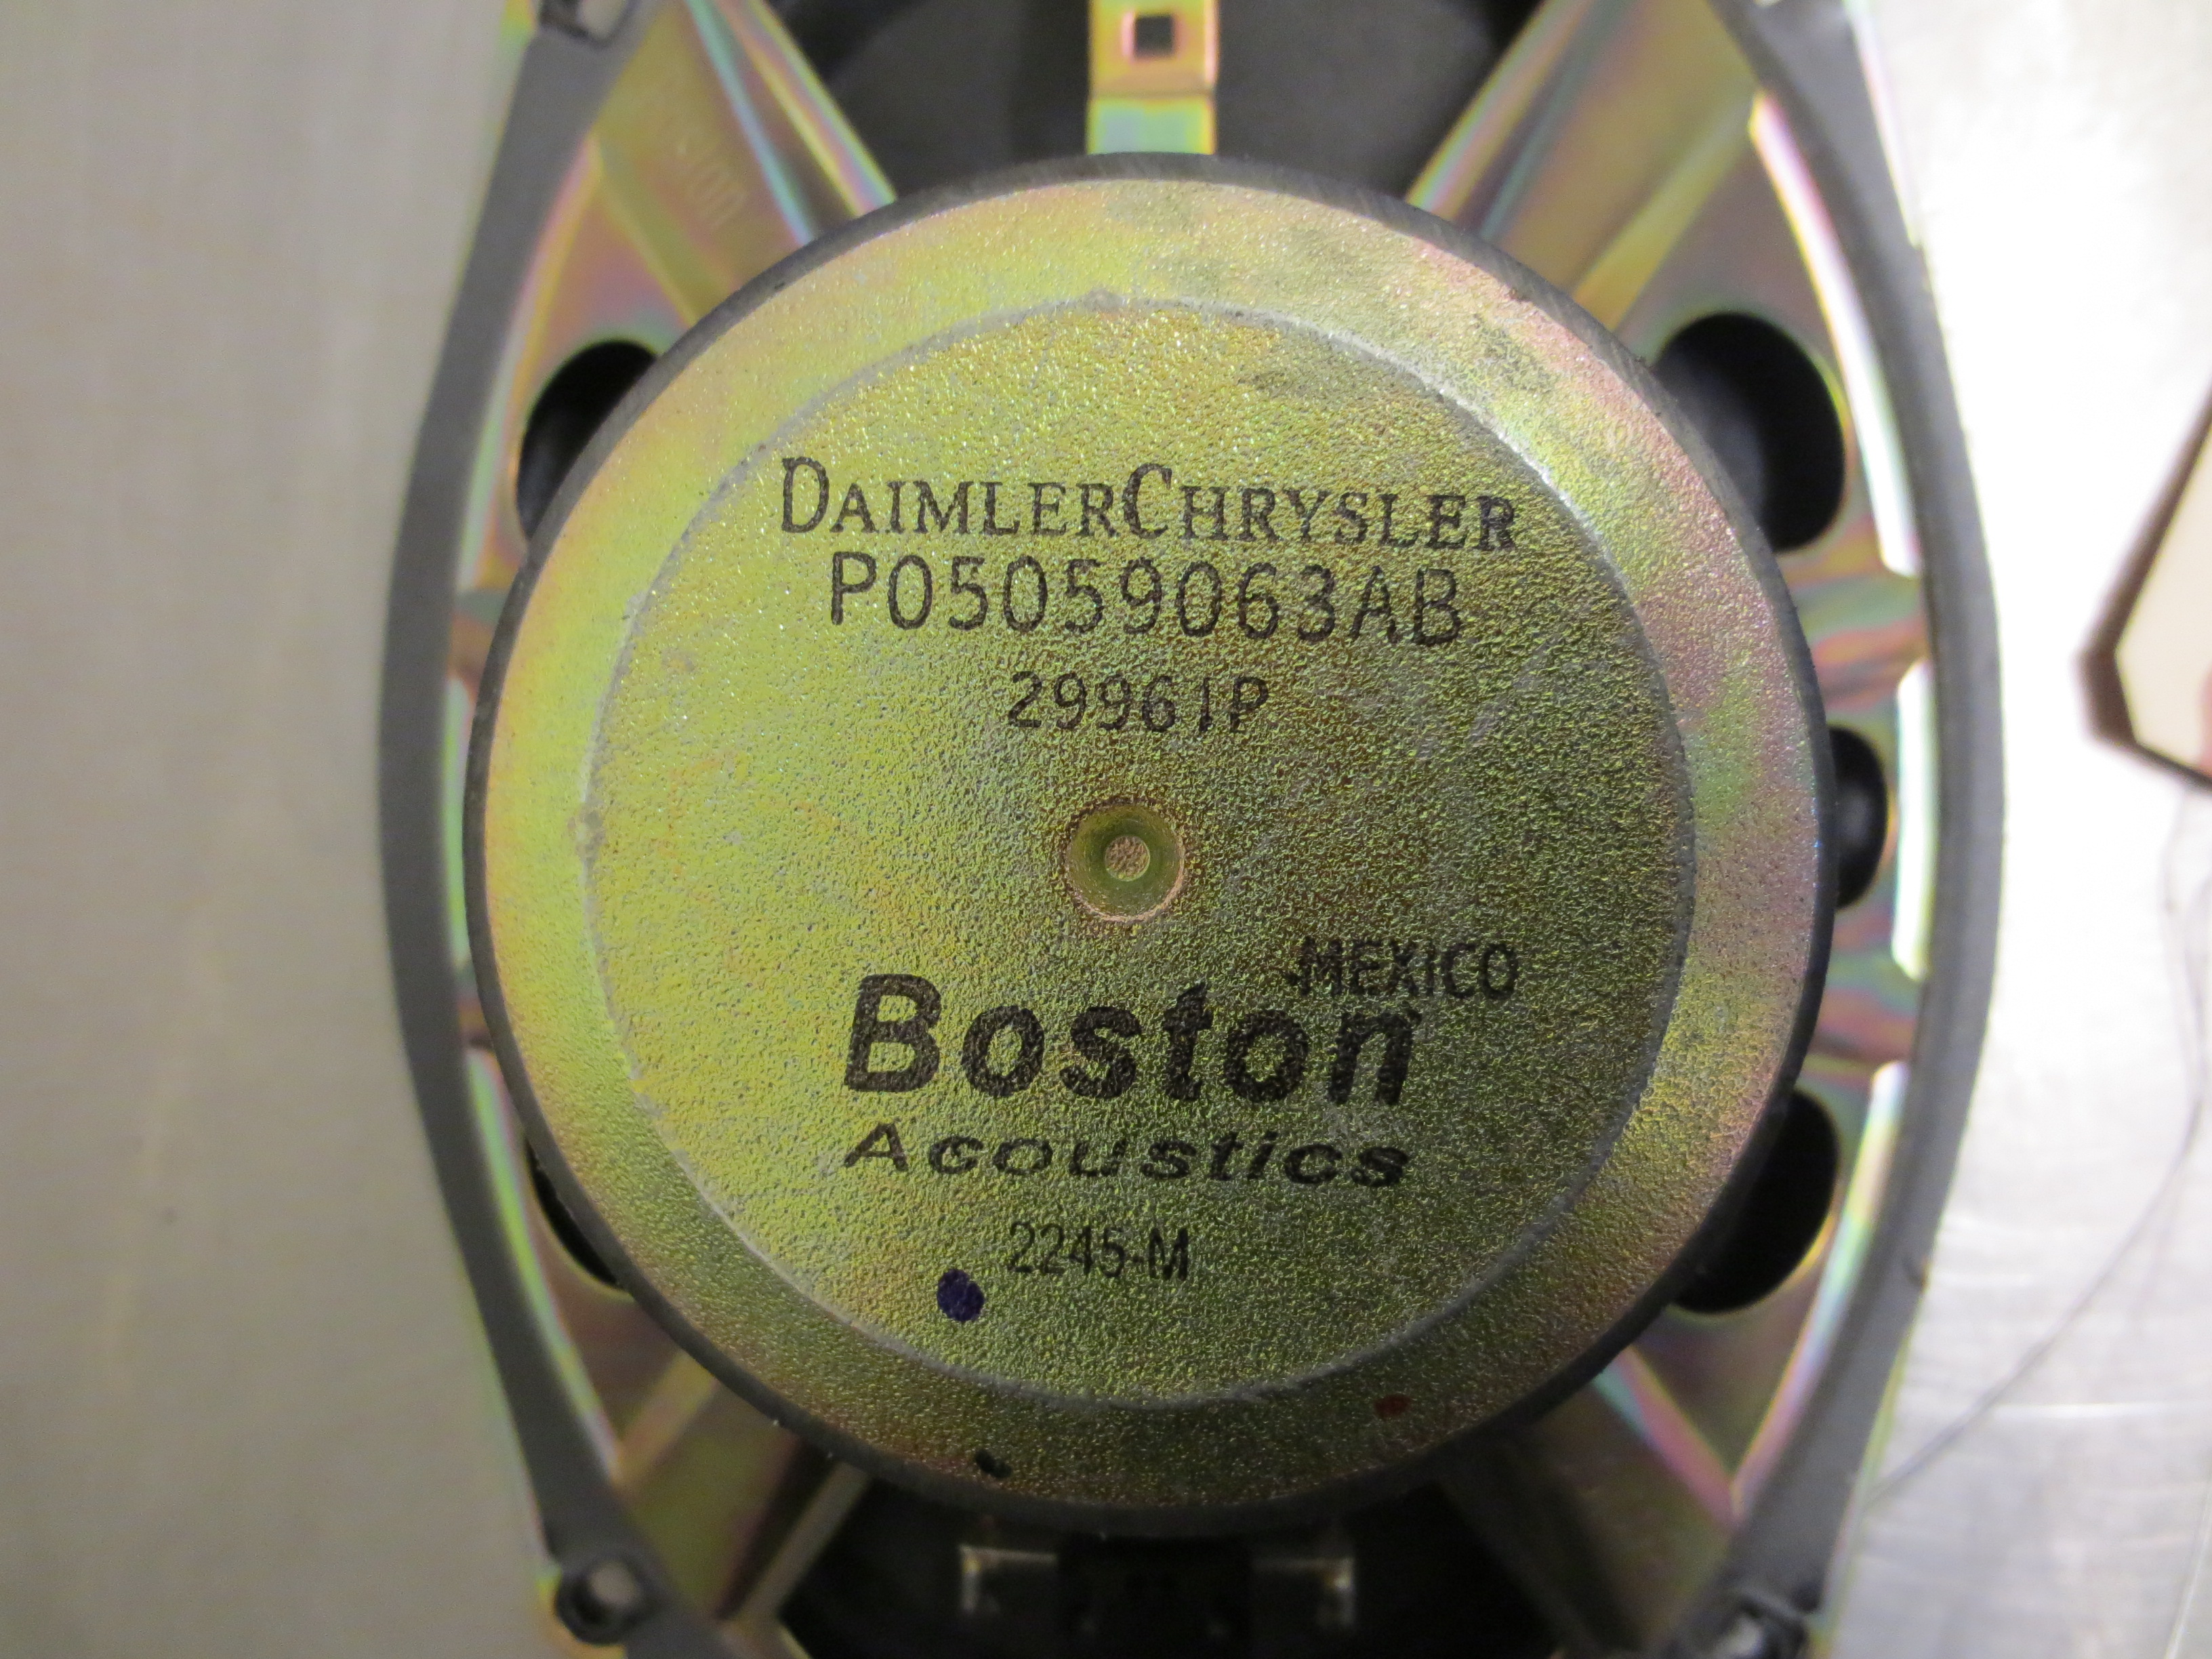 DAIMLERCHRYSLER
P05059063AB
29961P
MEXICO
Boston
Acoustics
2245-M